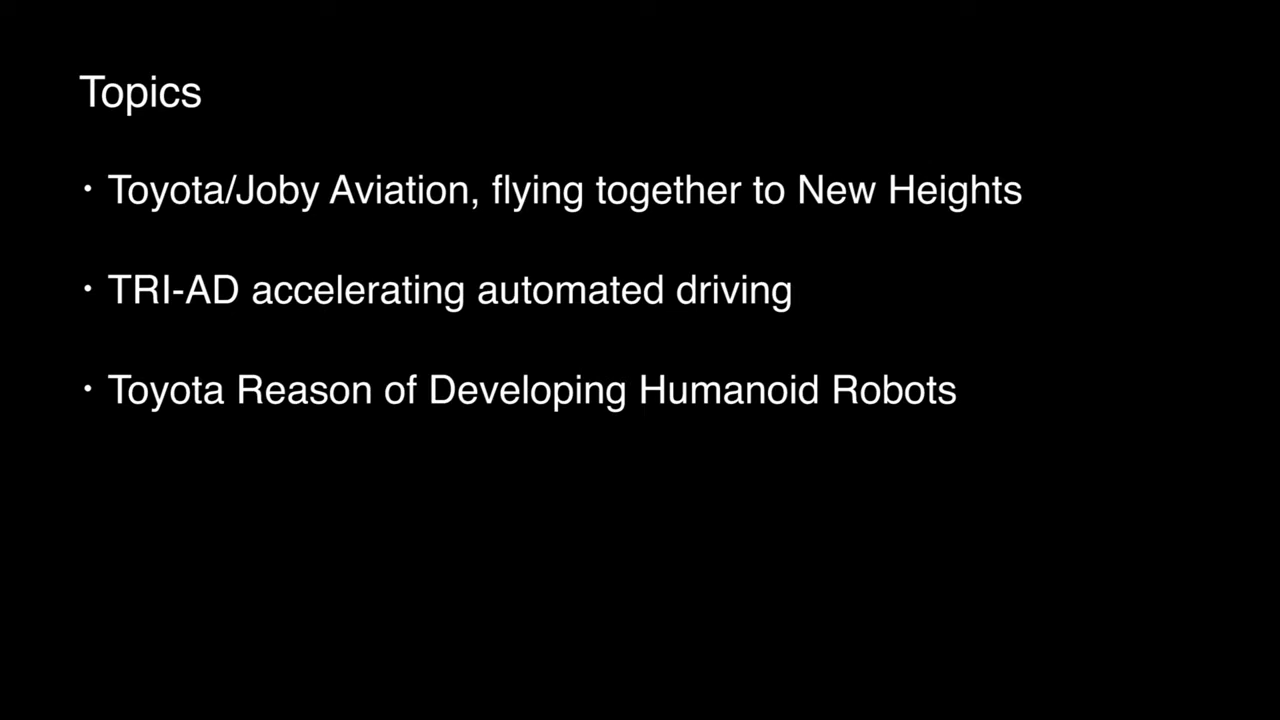 Topics
・Toyota/Joby Aviation, flying together to New Heights
・TRI-AD accelerating automated driving
・Toyota Reason of Developing Humanoid Robots